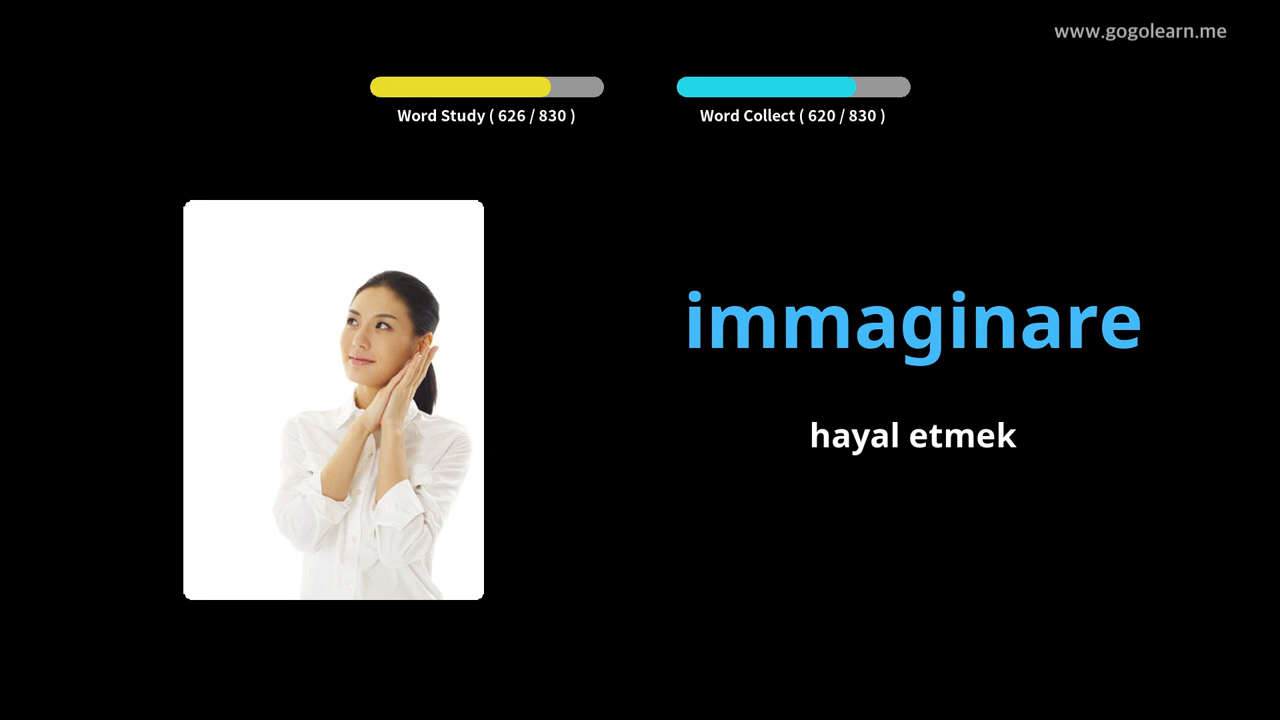 www.gogolearn.me
Word Study ( 626 / 830 )
Word Collect ( 620 / 830 )
immaginare
hayal etmek